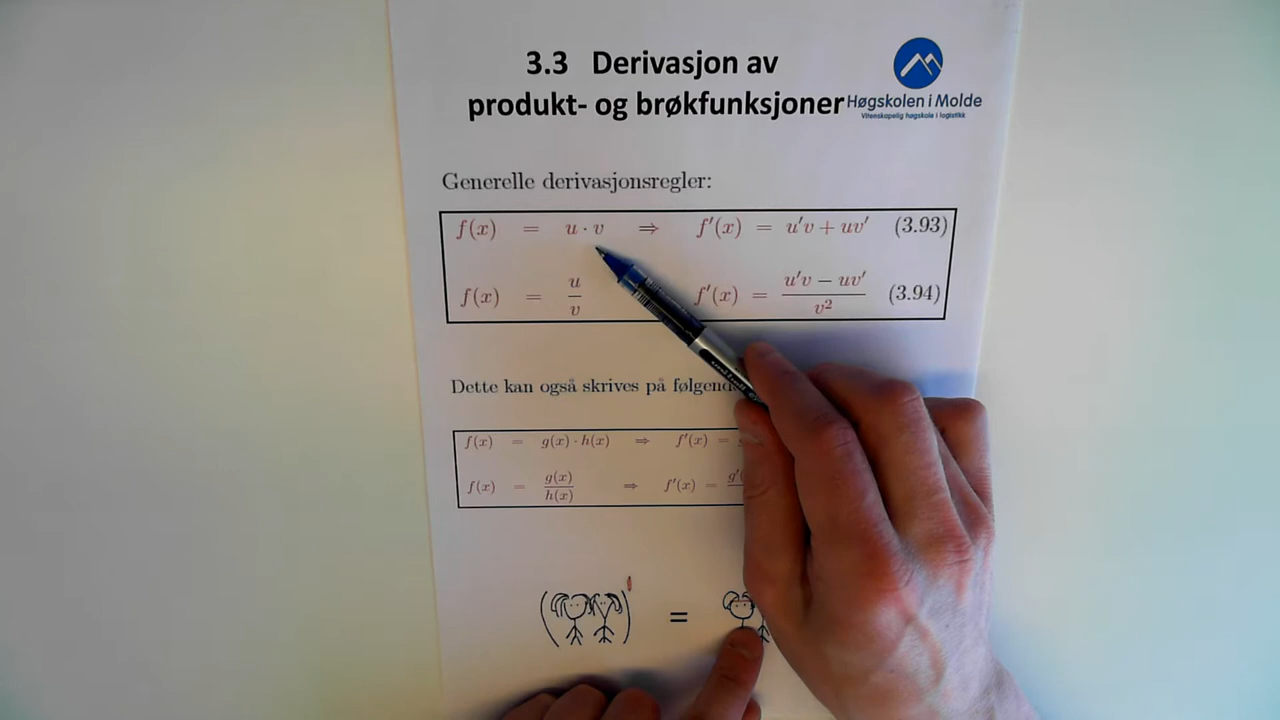 3.3 Derivasjon av
produkt- og brøkfunksjoner
Høgskolen i Molde
Vitenskapelig høgskole i logistikk
Generelle derivasjonsregler:
f(x) = u · v ⇒ f′(x) = u′v + uv′ (3.93)
f(x) = u/v f′(x) = (u′v − uv′)/v² (3.94)
Dette kan også skrives på
f(x) = g(x) · h(x) ⇒ f′(x) =
f(x) = g(x)/h(x) ⇒ f′(x) =
=